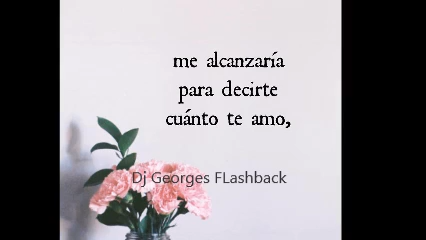 me alcanzaría
para decirte
cuánto te amo,
Dj Georges FLashback